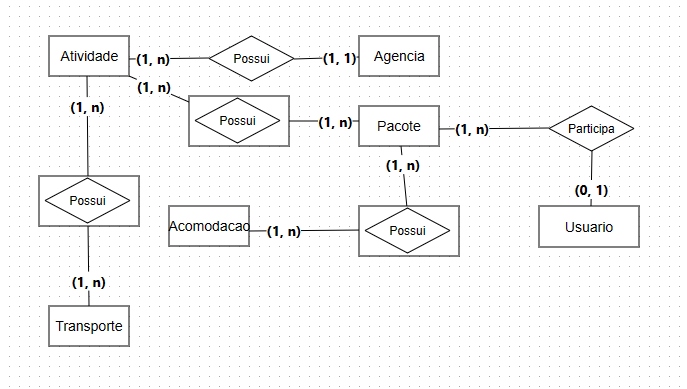 Atividade
(1, n)
Possui
(1, 1)
Agencia
(1, n)
(1, n)
Possui
(1, n)
Pacote
(1, n)
Participa
(1, n)
(0, 1)
Possui
Acomodacao
(1, n)
Possui
Usuario
(1, n)
Transporte